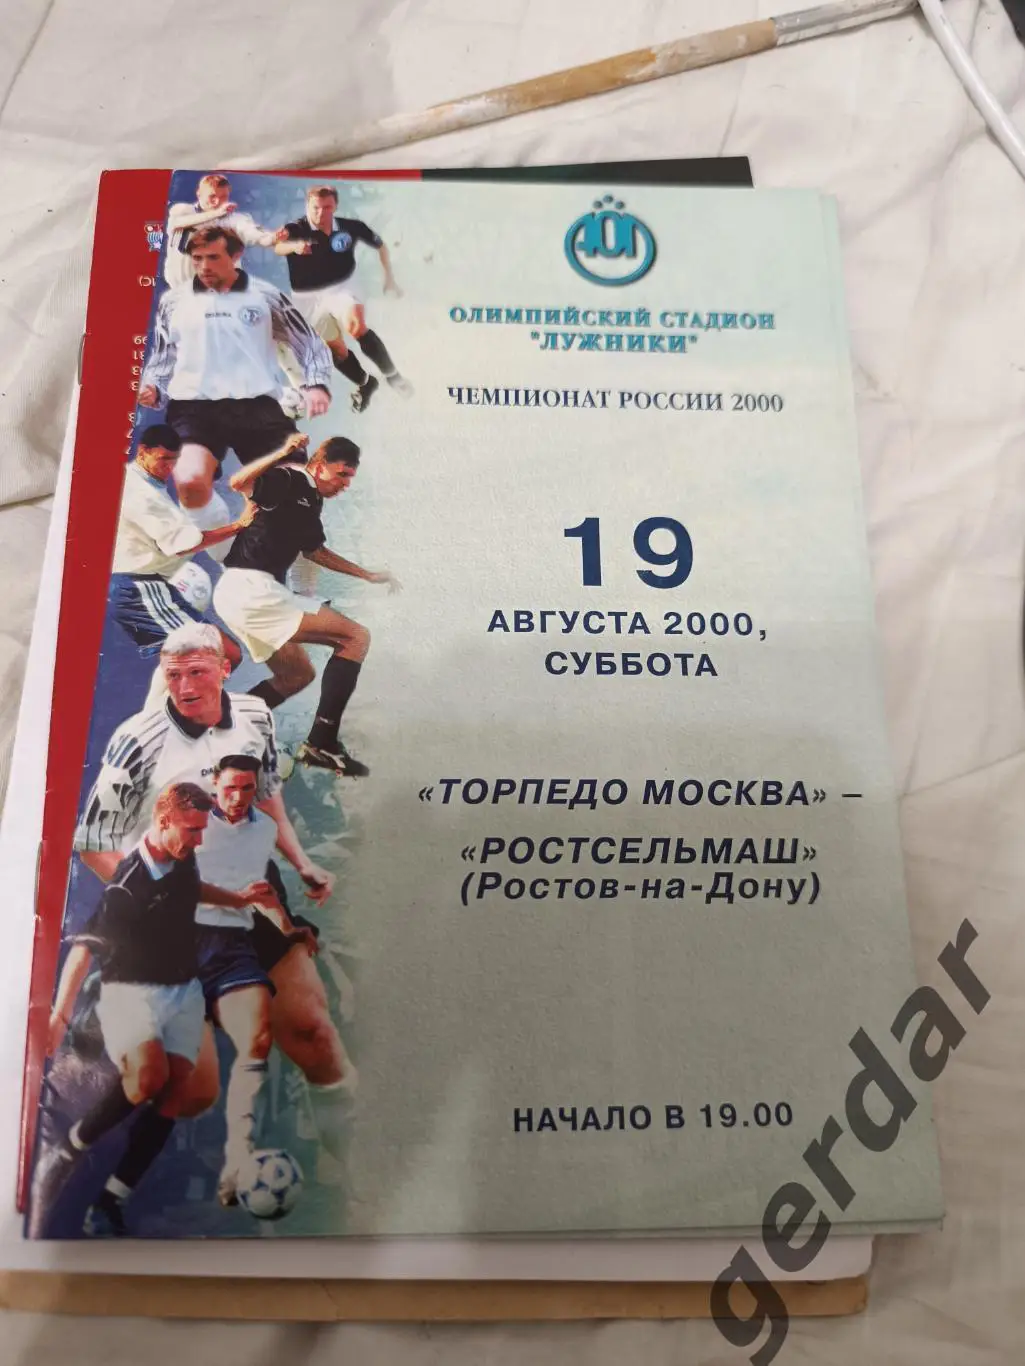 ОЛИМПИЙСКИЙ СТАДИОН
"ЛУЖНИКИ"
ЧЕМПИОНАТ РОССИИ 2000
19
АВГУСТА 2000,
СУББОТА
«ТОРПЕДО МОСКВА» –
«РОСТСЕЛЬМАШ»
(Ростов-на-Дону)
НАЧАЛО В 19.00
gerdar